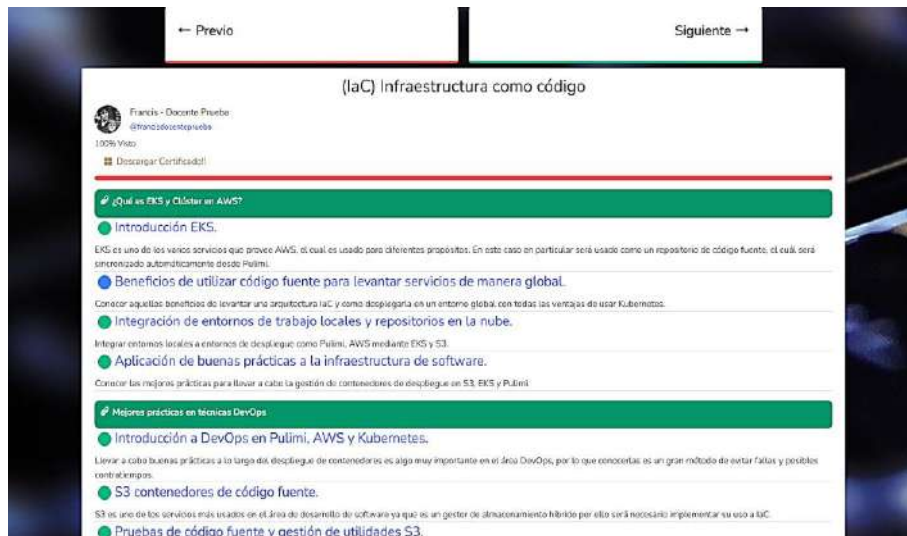 ← Previo
Siguiente →
(IaC) Infraestructura como código
Francis - Docente Prueba
@francisdocenteprueba
100% Visto
Descargar Certificado!!
¿Qué es EKS y Clúster en AWS?
Introducción EKS.
EKS es uno de los varios servicios que provee AWS, el cual es usado para diferentes propósitos. En este caso en particular será usado como un repositorio de código fuente, el cuál será
sincronizado automáticamente desde Pulimi.
Beneficios de utilizar código fuente para levantar servicios de manera global.
Conocer aquellos beneficios de levantar una arquitectura IaC y como desplegarla en un entorno global con todas las ventajas de usar Kubernetes.
Integración de entornos de trabajo locales y repositorios en la nube.
Integrar entornos locales a entornos de despliegue como Pulimi, AWS mediante EKS y S3.
Aplicación de buenas prácticas a la infraestructura de software.
Conocer las mejores prácticas para llevar a cabo la gestión de contenedores de despliegue en S3, EKS y Pulimi
Mejores prácticas en técnicas DevOps
Introducción a DevOps en Pulimi, AWS y Kubernetes.
Llevar a cabo buenas prácticas a lo largo del despliegue de contenedores es algo muy importante en el área DevOps, por lo que conocerlas es un gran método de evitar fallas y posibles
contratiempos.
S3 contenedores de código fuente.
S3 es uno de los servicios más usados en el área de desarrollo de software ya que es un gestor de almacenamiento híbrido por ello será necesario implementar su uso a IaC.
Pruebas de código fuente y gestión de utilidades S3.